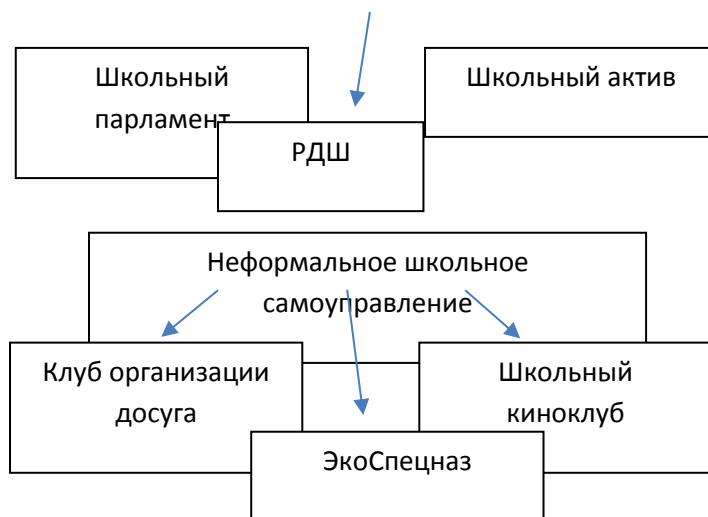 Школьный
парламент
Школьный актив
РДШ
Неформальное школьное
самоуправление
Клуб организации
досуга
Школьный
киноклуб
ЭкоСпецназ